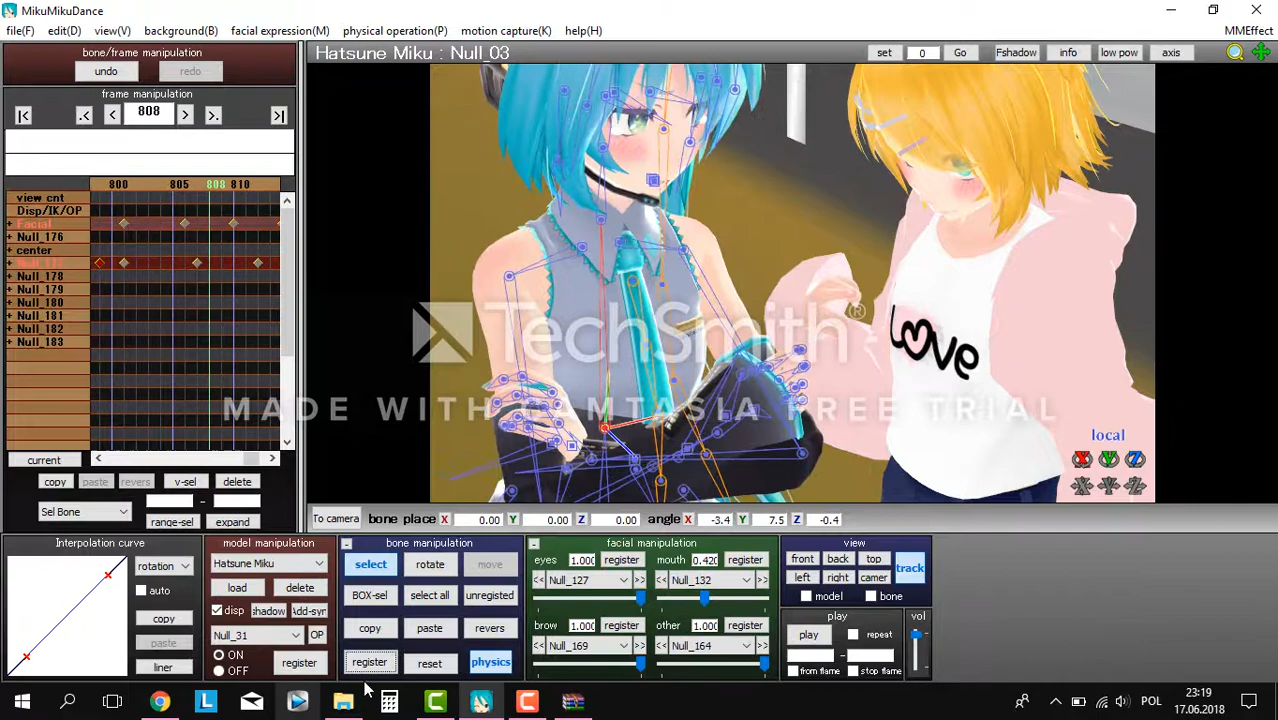 MikuMikuDance
file(F) edit(D) view(V) background(B) facial expression(M) physical operation(P) motion capture(K) help(H) MMEffect
bone/frame manipulation
undo redo
frame manipulation
|< .< < 808 > >. >|
Hatsune Miku : Null_03
set 0 Go Fshadow info low pow axis
800 805 808 810
view cnt
Disp/IK/OP
+ Facial
+ Null_176
+ center
+ Null_178
+ Null_179
+ Null_180
+ Null_181
+ Null_182
+ Null_183
current < >
copy paste revers v-sel delete
Sel Bone -
range-sel expand
LOVE
TechSmith®
MADE WITH CAMTASIA FREE TRIAL
local
X Y Z
X Y Z
To camera bone place X 0.00 Y 0.00 Z 0.00 angle X -3.4 Y 7.5 Z -0.4
Interpolation curve
rotation
auto
copy
paste
liner
model manipulation
Hatsune Miku
load delete
disp shadow Add-syn
Null_31 OP
ON
OFF
register
- bone manipulation
select rotate move
BOX-sel select all unregisted
copy paste revers
register reset physics
- facial manipulation
eyes 1.000 register mouth 0.420 register
<< Null_127 >> << Null_132 >>
brow 1.000 register other 1.000 register
<< Null_169 >> << Null_164 >>
view
front back top
left right camer
track
model bone
play
play repeat
-
from flame stop flame
vol
L
C
POL
23:19
17.06.2018